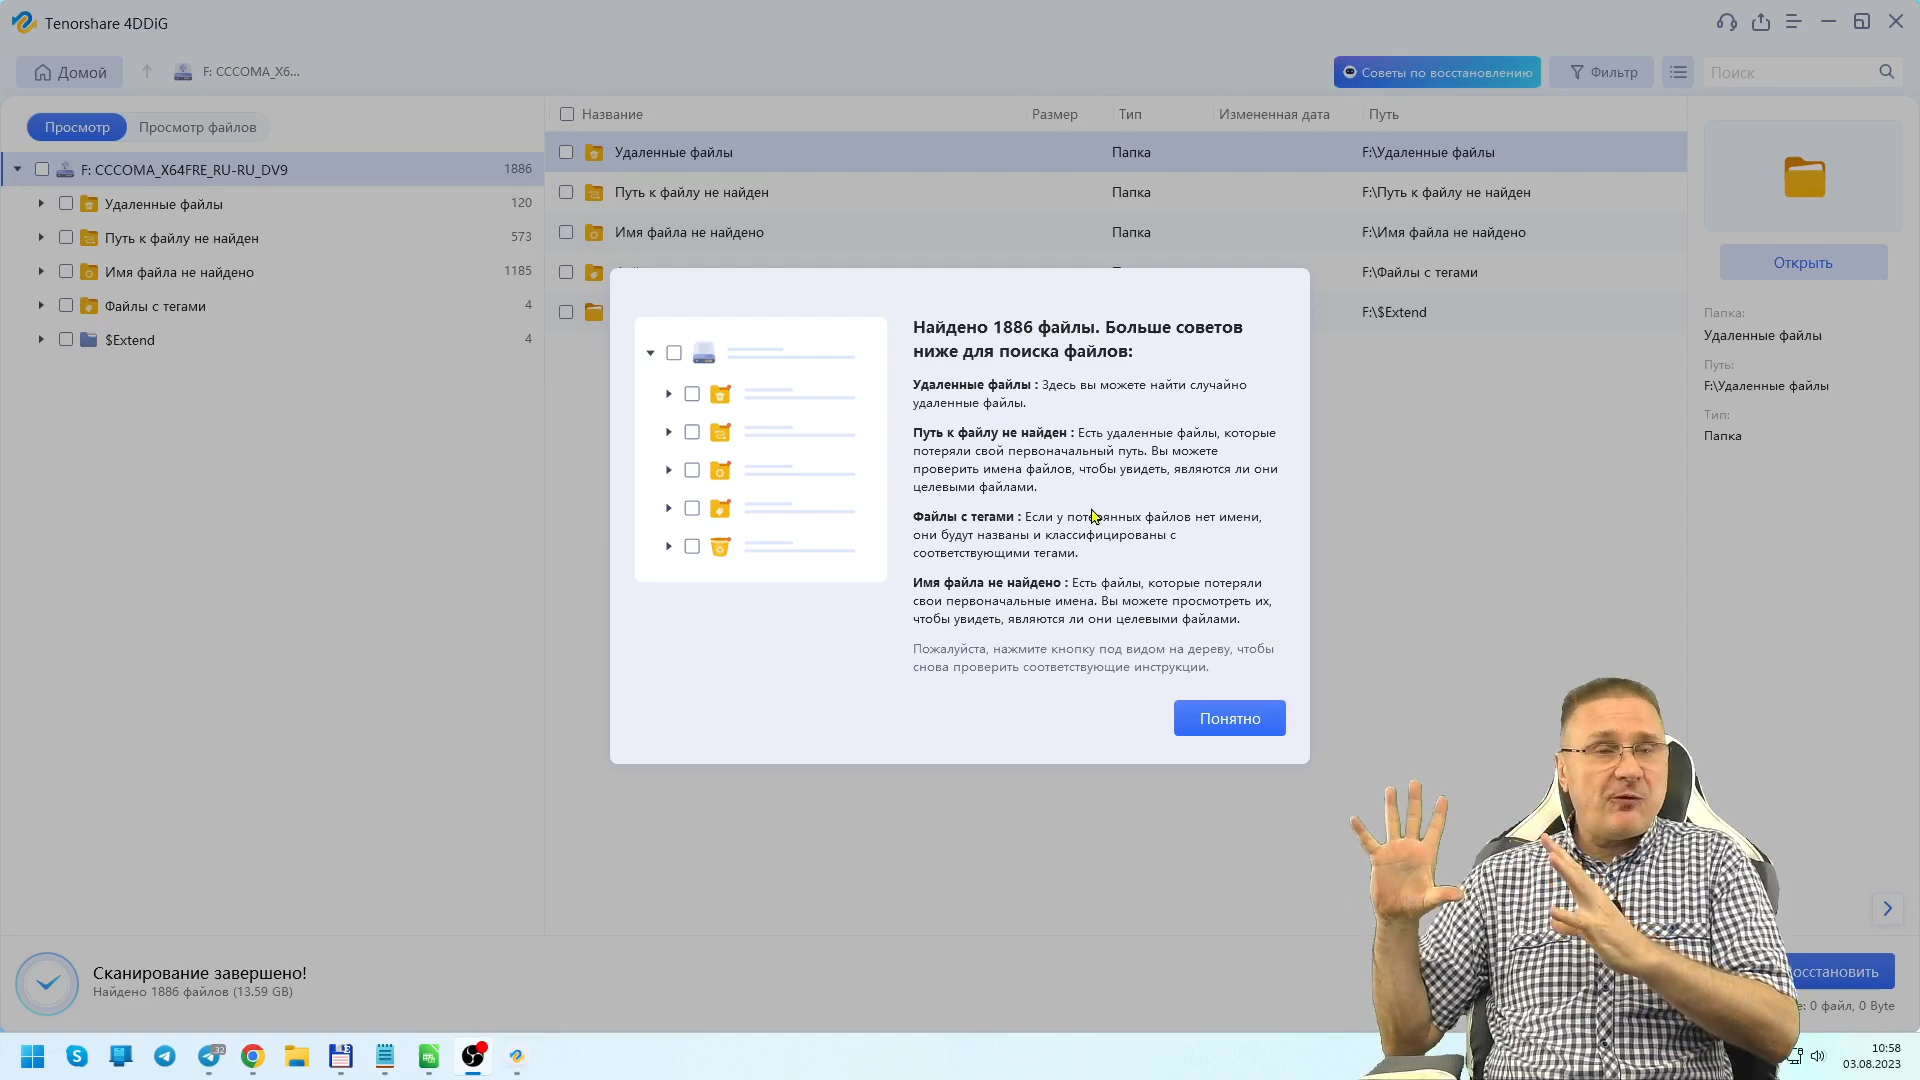 Tenorshare 4DDiG
Домой
F: CCCOMA_X6...
Советы по восстановлению
Фильтр
Поиск
Просмотр
Просмотр файлов
F: CCCOMA_X64FRE_RU-RU_DV9 1886
Удаленные файлы 120
Путь к файлу не найден 573
Имя файла не найдено 1185
Файлы с тегами 4
$Extend 4
Название Размер Тип Измененная дата Путь
Удаленные файлы Папка F:\Удаленные файлы
Путь к файлу не найден Папка F:\Путь к файлу не найден
Имя файла не найдено Папка F:\Имя файла не найдено
F:\Файлы с тегами
F:\$Extend
Найдено 1886 файлы. Больше советов
ниже для поиска файлов:
Удаленные файлы : Здесь вы можете найти случайно
удаленные файлы.
Путь к файлу не найден : Есть удаленные файлы, которые
потеряли свой первоначальный путь. Вы можете
проверить имена файлов, чтобы увидеть, являются ли они
целевыми файлами.
Файлы с тегами : Если у потерянных файлов нет имени,
они будут названы и классифицированы с
соответствующими тегами.
Имя файла не найдено : Есть файлы, которые потеряли
свои первоначальные имена. Вы можете просмотреть их,
чтобы увидеть, являются ли они целевыми файлами.
Пожалуйста, нажмите кнопку под видом на дереву, чтобы
снова проверить соответствующие инструкции.
Понятно
Открыть
Папка:
Удаленные файлы
Путь:
F:\Удаленные файлы
Тип:
Папка
Сканирование завершено!
Найдено 1886 файлов (13.59 GB)
осстановить
е: 0 файл, 0 Byte
32
10:58
03.08.2023